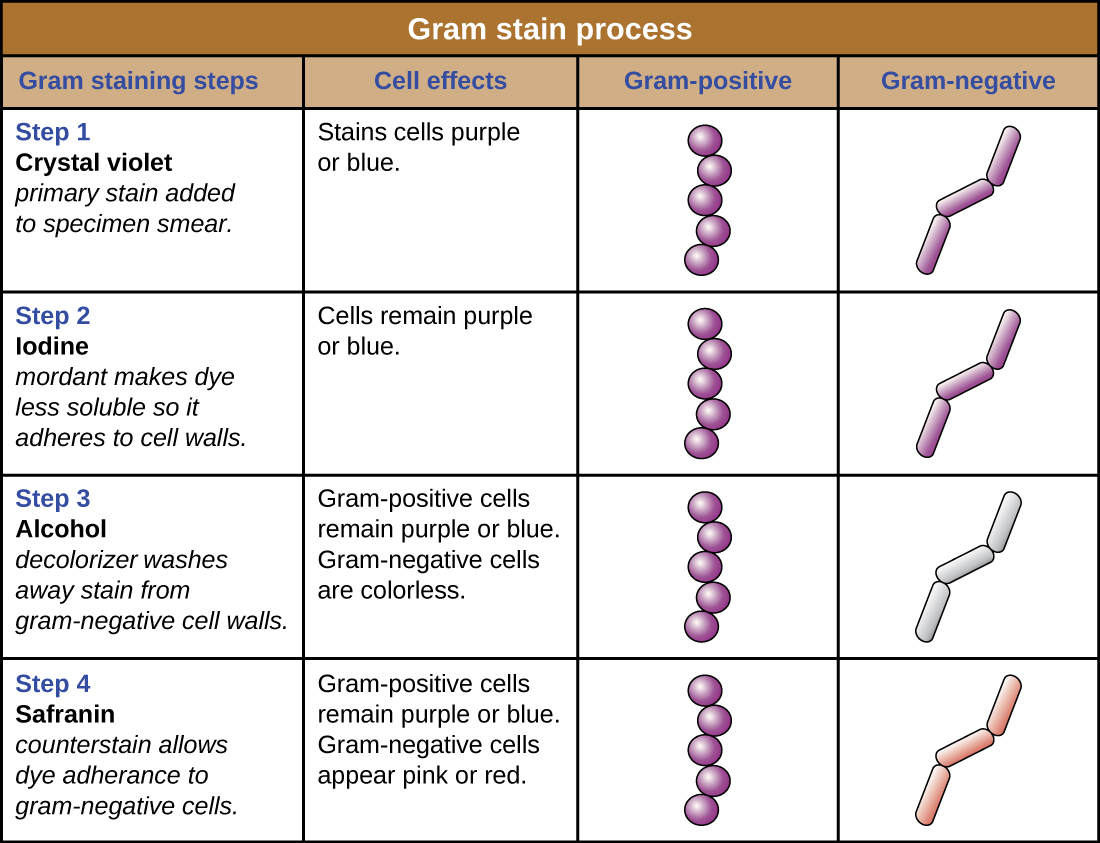 Gram stain process
Gram staining steps
Cell effects
Gram-positive
Gram-negative
Step 1
Crystal violet
primary stain added
to specimen smear.
Stains cells purple
or blue.
Step 2
Iodine
mordant makes dye
less soluble so it
adheres to cell walls.
Cells remain purple
or blue.
Step 3
Alcohol
decolorizer washes
away stain from
gram-negative cell walls.
Gram-positive cells
remain purple or blue.
Gram-negative cells
are colorless.
Step 4
Safranin
counterstain allows
dye adherance to
gram-negative cells.
Gram-positive cells
remain purple or blue.
Gram-negative cells
appear pink or red.